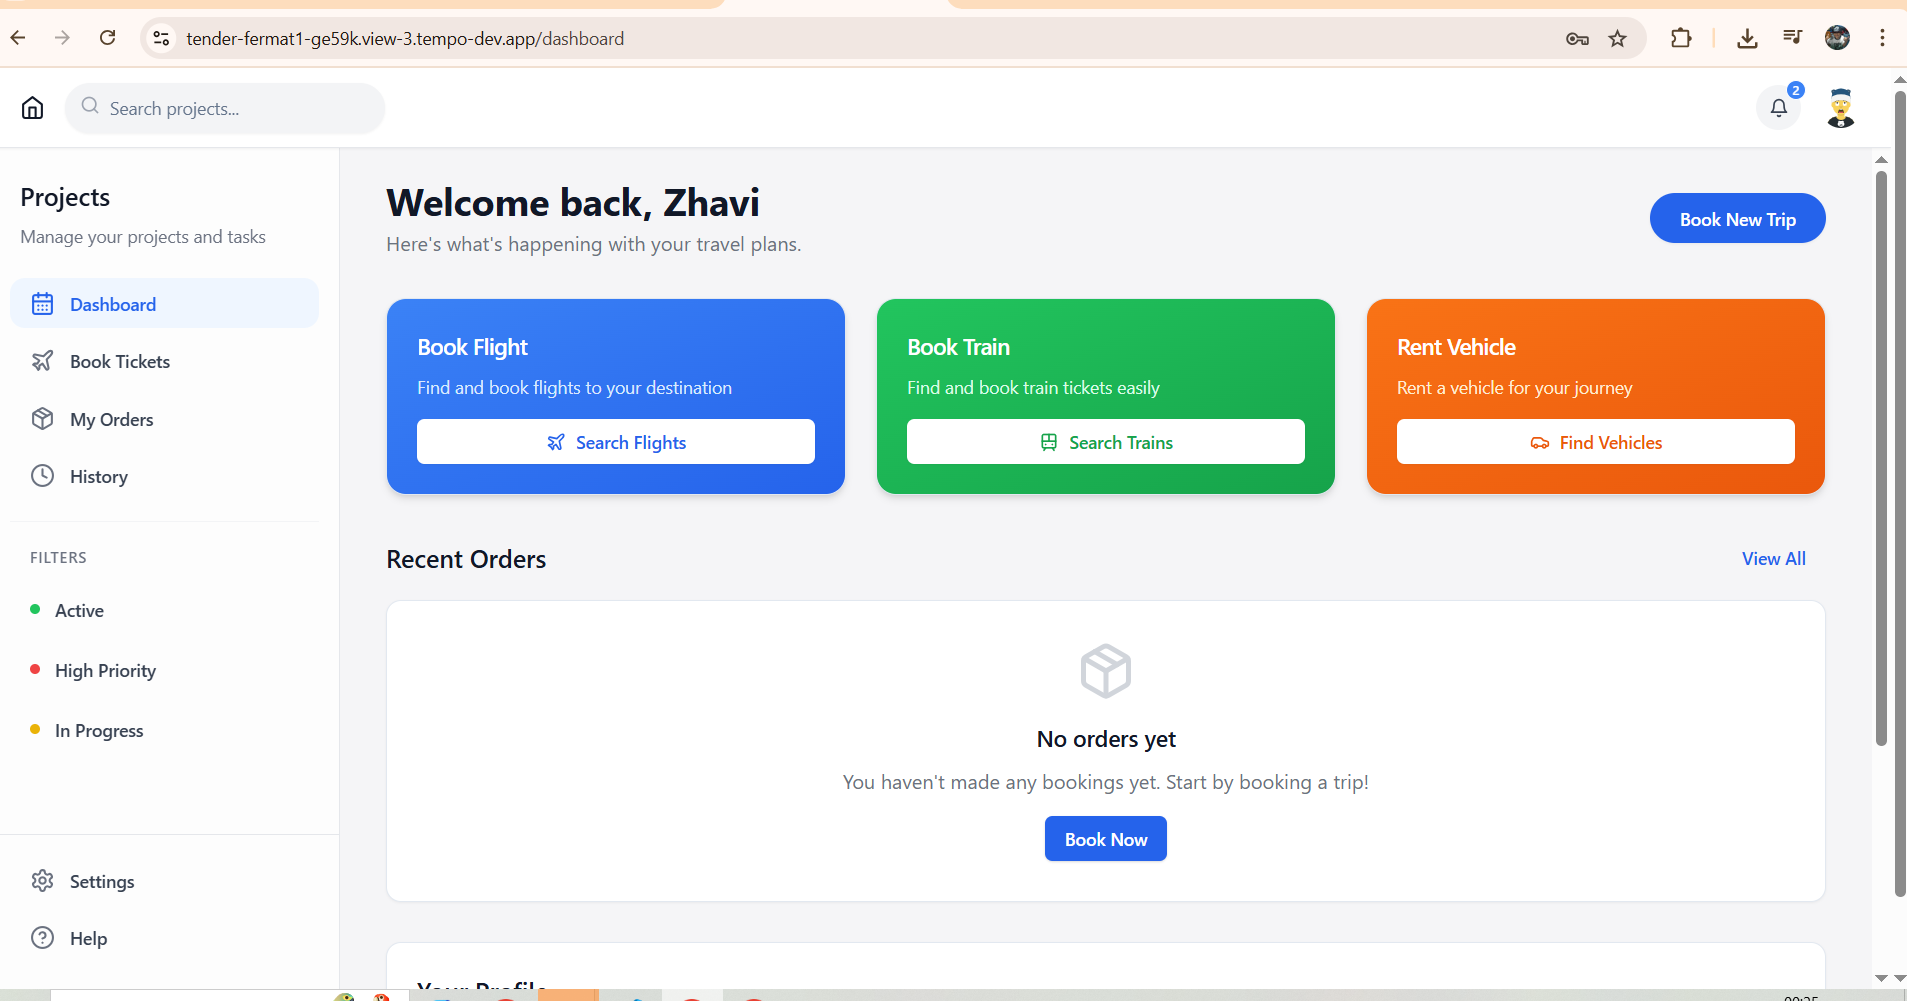 tender-fermat1-ge59k.view-3.tempo-dev.app/dashboard
Search projects...
2
Projects
Manage your projects and tasks
Dashboard
Book Tickets
My Orders
History
FILTERS
Active
High Priority
In Progress
Settings
Help
Welcome back, Zhavi
Here's what's happening with your travel plans.
Book New Trip
Book Flight
Find and book flights to your destination
Search Flights
Book Train
Find and book train tickets easily
Search Trains
Rent Vehicle
Rent a vehicle for your journey
Find Vehicles
Recent Orders
View All
No orders yet
You haven't made any bookings yet. Start by booking a trip!
Book Now
Your Profile